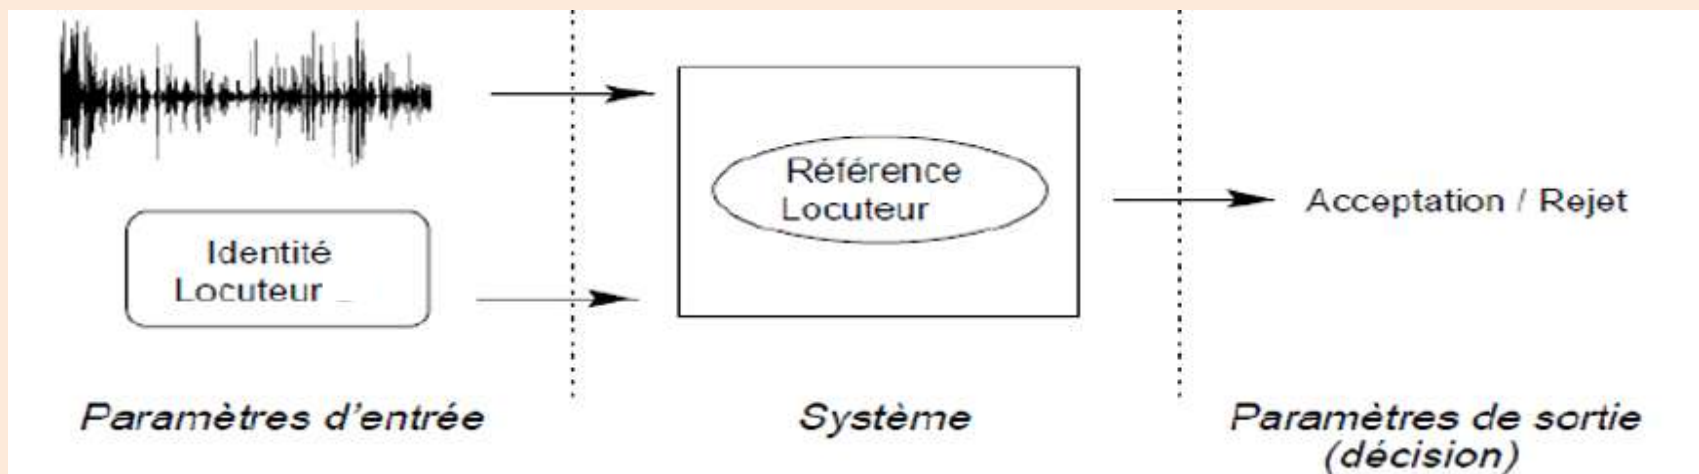 Référence
Locuteur
Identité
Locuteur
Acceptation / Rejet
Paramètres d'entrée
Système
Paramètres de sortie
(décision)